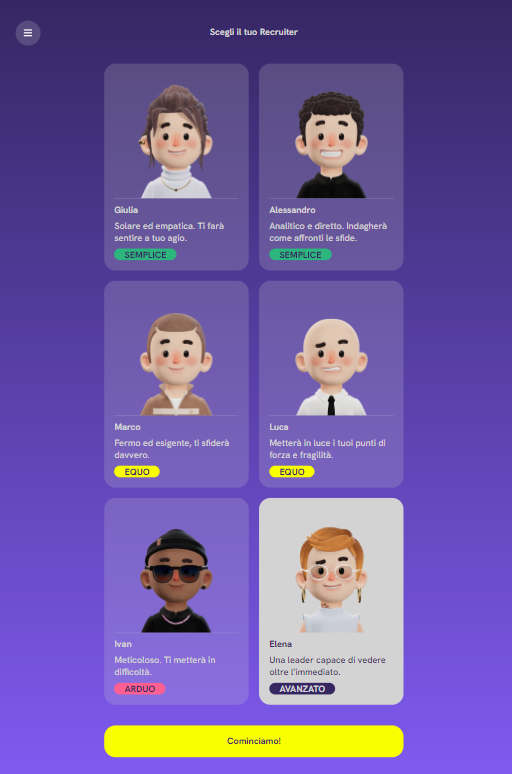 Scegli il tuo Recruiter
Giulia
Solare ed empatica. Ti farà
sentire a tuo agio.
SEMPLICE
Alessandro
Analitico e diretto. Indagherà
come affronti le sfide.
SEMPLICE
Marco
Fermo ed esigente, ti sfiderà
davvero.
EQUO
Luca
Metterà in luce i tuoi punti di
forza e fragilità.
EQUO
Ivan
Meticoloso. Ti metterà in
difficoltà.
ARDUO
Elena
Una leader capace di vedere
oltre l'immediato.
AVANZATO
Cominciamo!